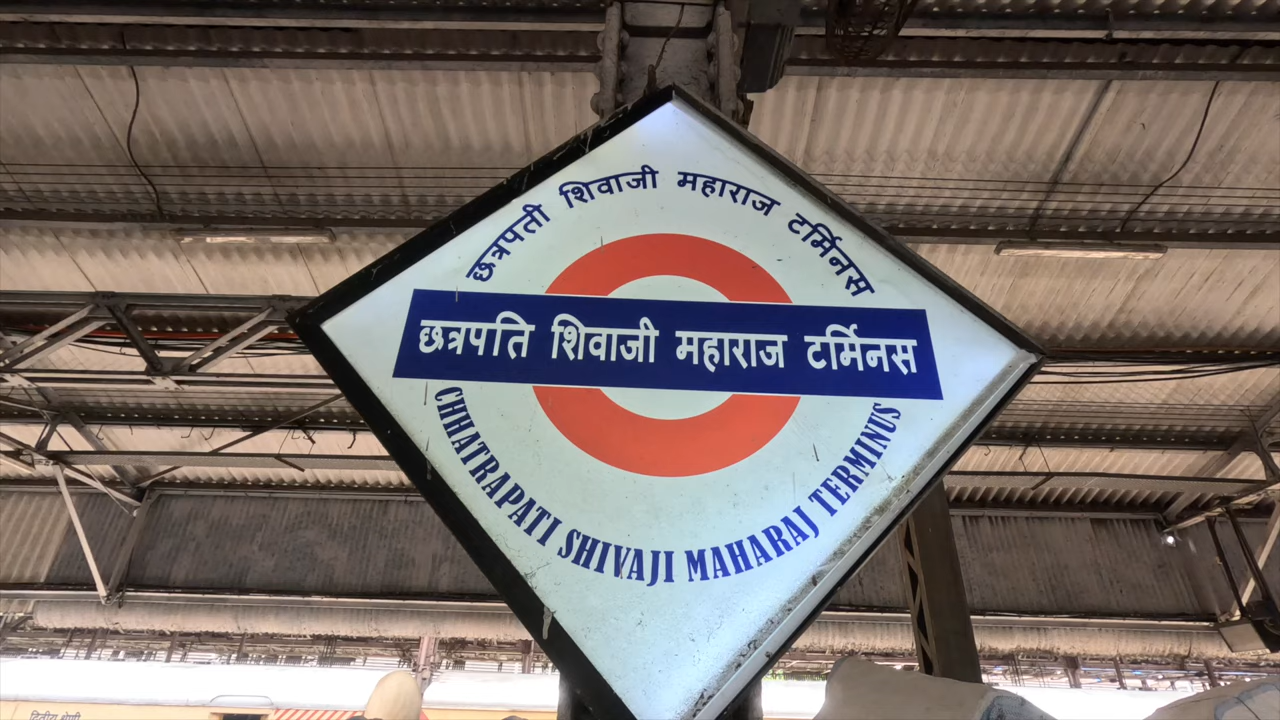 छत्रपती शिवाजी महाराज टर्मिनस
छत्रपति शिवाजी महाराज टर्मिनस
CHHATRAPATI SHIVAJI MAHARAJ TERMINUS
द्वितीय श्रेणी